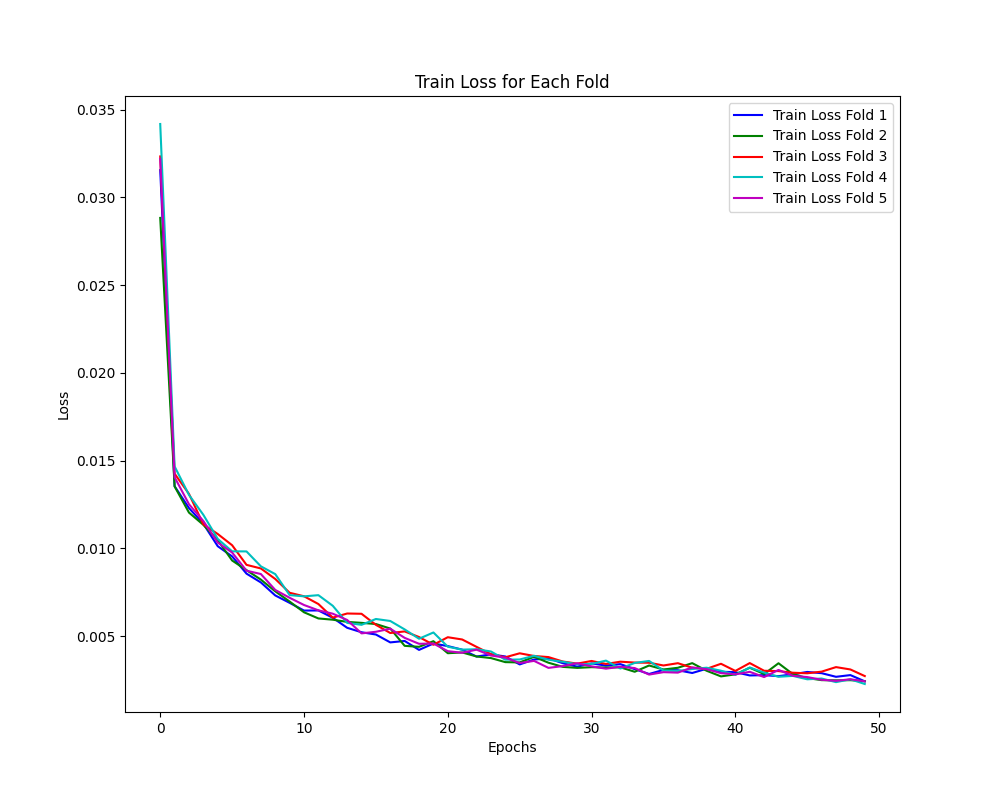 Train Loss for Each Fold
0.035
0.030
0.025
0.020
0.015
0.010
0.005
Loss
Train Loss Fold 1
Train Loss Fold 2
Train Loss Fold 3
Train Loss Fold 4
Train Loss Fold 5
0 10 20 30 40 50
Epochs